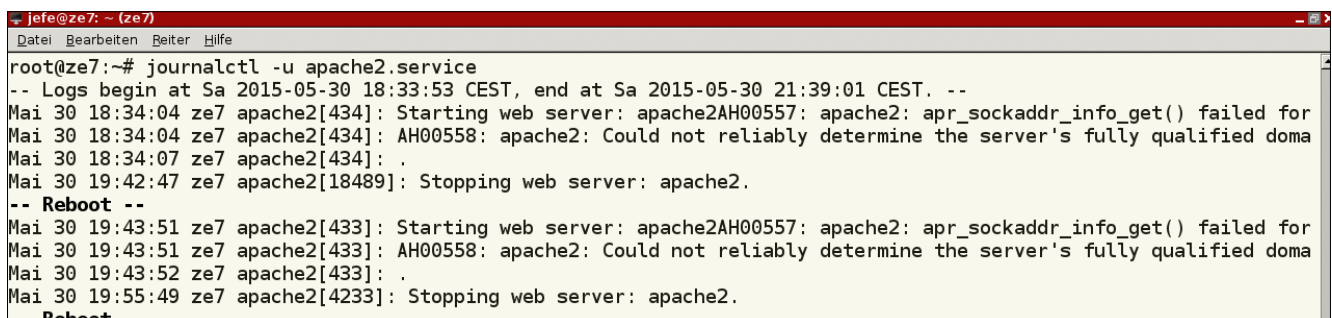 jefe@ze7: ~ (ze7)
Datei Bearbeiten Reiter Hilfe
root@ze7:~# journalctl -u apache2.service
-- Logs begin at Sa 2015-05-30 18:33:53 CEST, end at Sa 2015-05-30 21:39:01 CEST. --
Mai 30 18:34:04 ze7 apache2[434]: Starting web server: apache2AH00557: apache2: apr_sockaddr_info_get() failed for
Mai 30 18:34:04 ze7 apache2[434]: AH00558: apache2: Could not reliably determine the server's fully qualified doma
Mai 30 18:34:07 ze7 apache2[434]: .
Mai 30 19:42:47 ze7 apache2[18489]: Stopping web server: apache2.
-- Reboot --
Mai 30 19:43:51 ze7 apache2[433]: Starting web server: apache2AH00557: apache2: apr_sockaddr_info_get() failed for
Mai 30 19:43:51 ze7 apache2[433]: AH00558: apache2: Could not reliably determine the server's fully qualified doma
Mai 30 19:43:52 ze7 apache2[433]: .
Mai 30 19:55:49 ze7 apache2[4233]: Stopping web server: apache2.
-- Reboot --